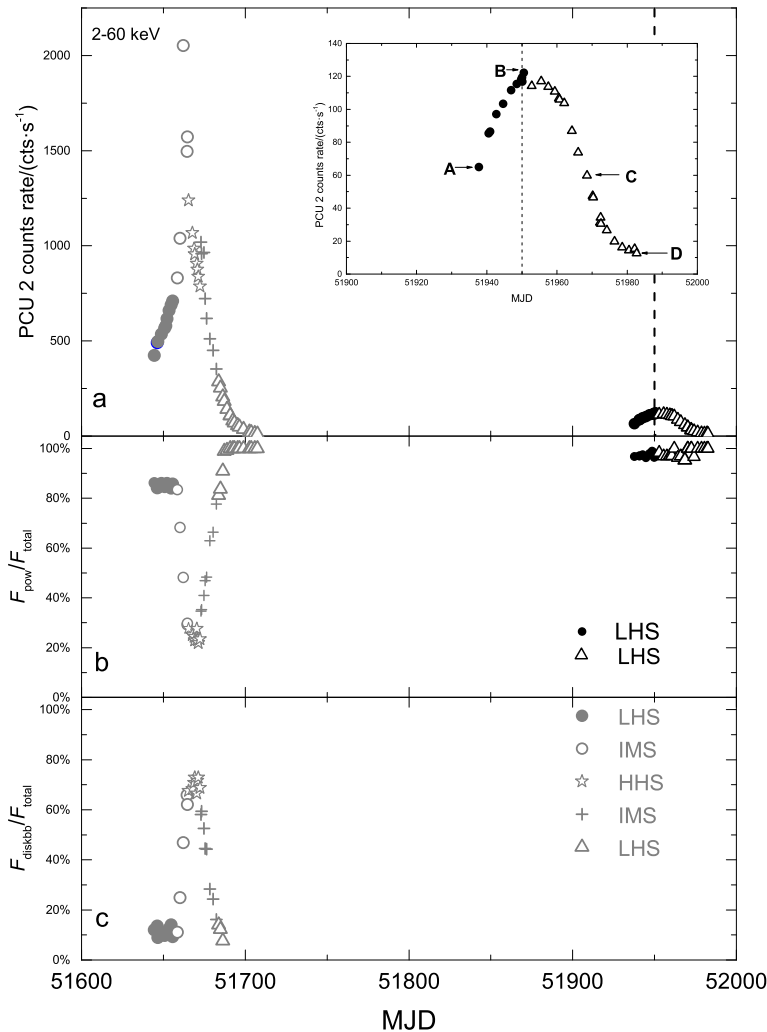 2-60 keV
PCU 2 counts rate/(cts·s⁻¹)
2000
1500
1000
500
0
a
PCU 2 counts rate/(cts·s⁻¹)
140
120
100
80
60
40
20
0
A
B
C
D
51900 51920 51940 51960 51980 52000
MJD
F_pow/F_total
100%
80%
60%
40%
20%
0%
b
LHS
LHS
F_diskbb/F_total
100%
80%
60%
40%
20%
0%
c
LHS
IMS
HHS
IMS
LHS
51600 51700 51800 51900 52000
MJD